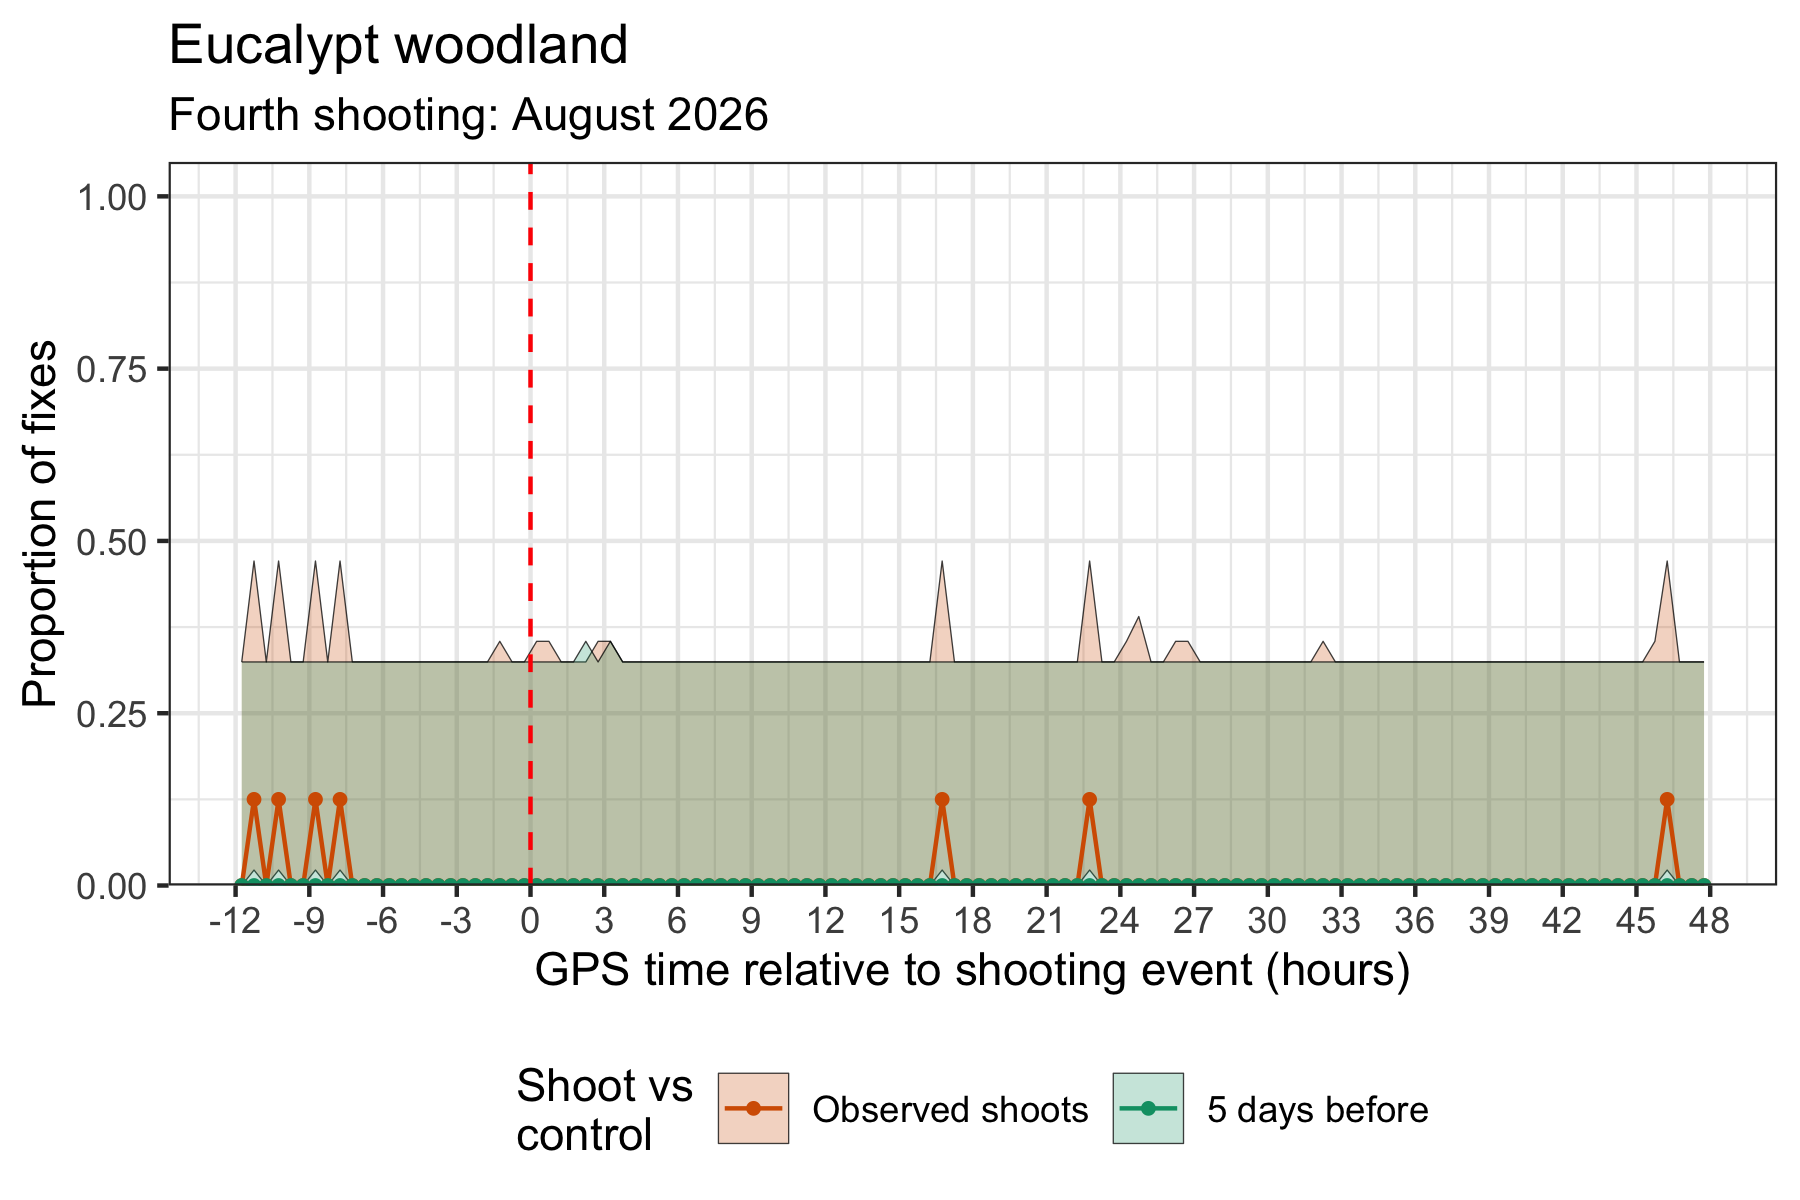 Eucalypt woodland
Fourth shooting: August 2026
1.00
0.75
0.50
0.25
0.00
Proportion of fixes
-12 -9 -6 -3 0 3 6 9 12 15 18 21 24 27 30 33 36 39 42 45 48
GPS time relative to shooting event (hours)
Shoot vs
control
Observed shoots
5 days before